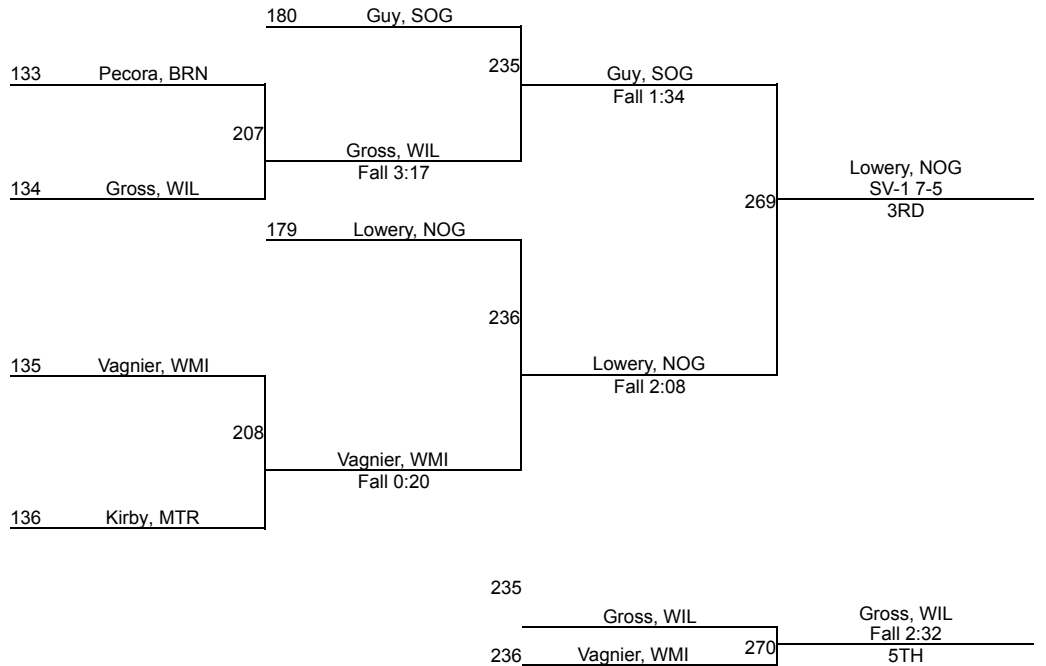 180 Guy, SOG
133 Pecora, BRN
235
Guy, SOG
Fall 1:34
207
Gross, WIL
Fall 3:17
134 Gross, WIL
Lowery, NOG
SV-1 7-5
3RD
269
179 Lowery, NOG
236
135 Vagnier, WMI
Lowery, NOG
Fall 2:08
208
Vagnier, WMI
Fall 0:20
136 Kirby, MTR
235
Gross, WIL
236 Vagnier, WMI
270
Gross, WIL
Fall 2:32
5TH